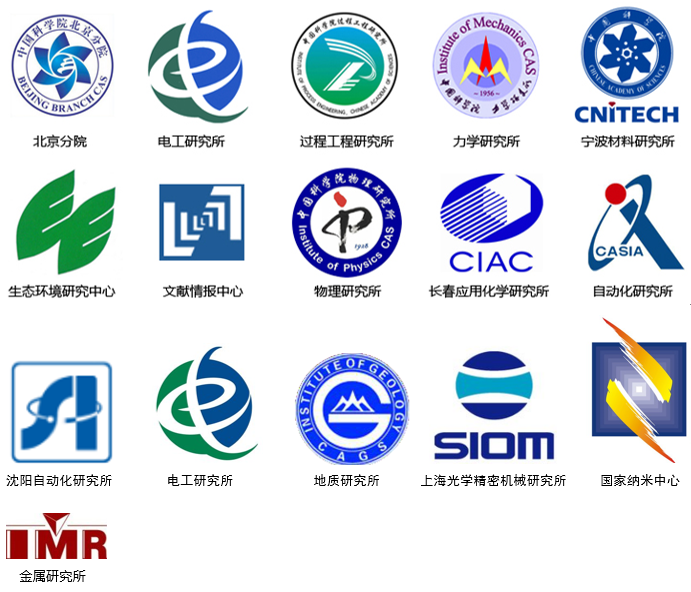 中国科学院北京分院
BEIJING BRANCH CAS
中国科学院过程工程研究所
INSTITUTE OF PROCESS ENGINEERING, CHINESE ACADEMY OF SCIENCES
Institute of Mechanics CAS
中国科学院 力学研究所
1956
中国科学院
CHINESE ACADEMY OF SCIENCES
CNITECH
北京分院
电工研究所
过程工程研究所
力学研究所
宁波材料研究所
中国科学院物理研究所
1928
Institute of Physics CAS
CIAC
CASIA
生态环境研究中心
文献情报中心
物理研究所
长春应用化学研究所
自动化研究所
INSTITUTE OF GEOLOGY
CAGS
SIOM
沈阳自动化研究所
电工研究所
地质研究所
上海光学精密机械研究所
国家纳米中心
IMR
金属研究所